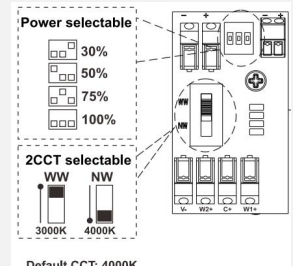 Power selectable
30%
50%
75%
100%
2CCT selectable
WW NW
3000K 4000K
- +
WW
NW
V- W2+ C+ W1+
Default CCT: 4000K